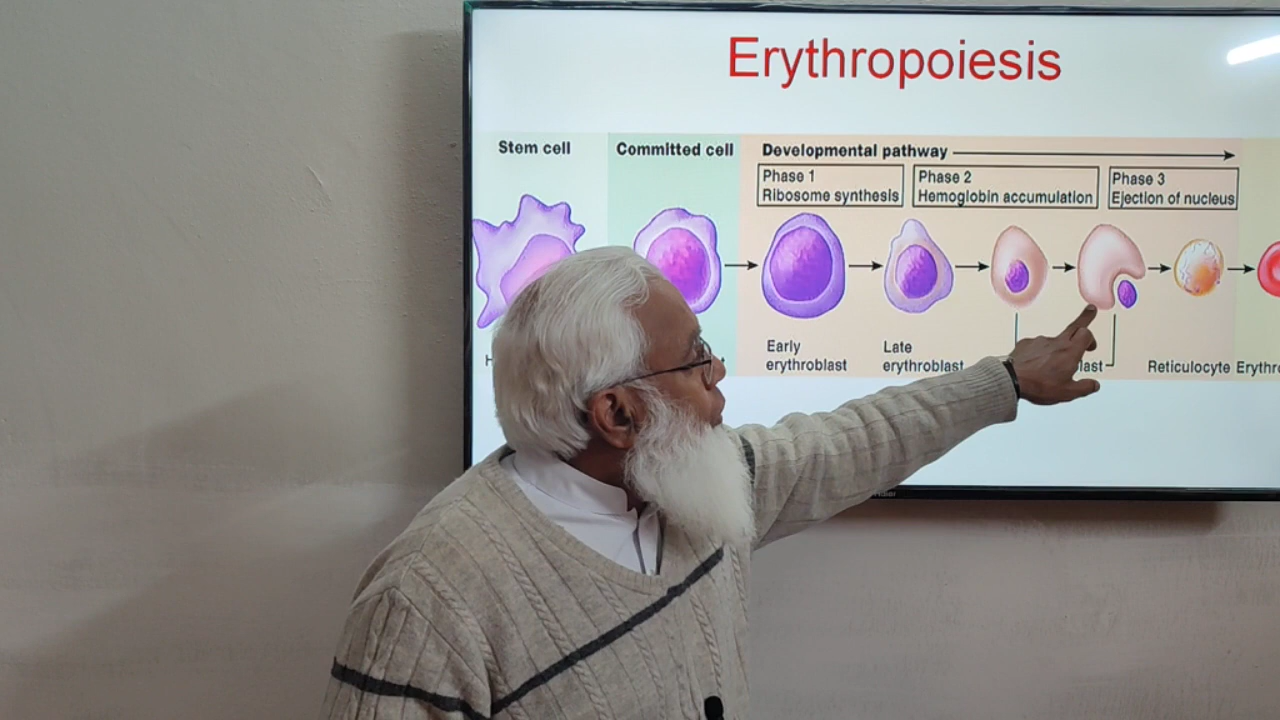 Erythropoiesis
Stem cell
Committed cell
Developmental pathway
Phase 1
Ribosome synthesis
Phase 2
Hemoglobin accumulation
Phase 3
Ejection of nucleus
Early
erythroblast
Late
erythroblast
Reticulocyte